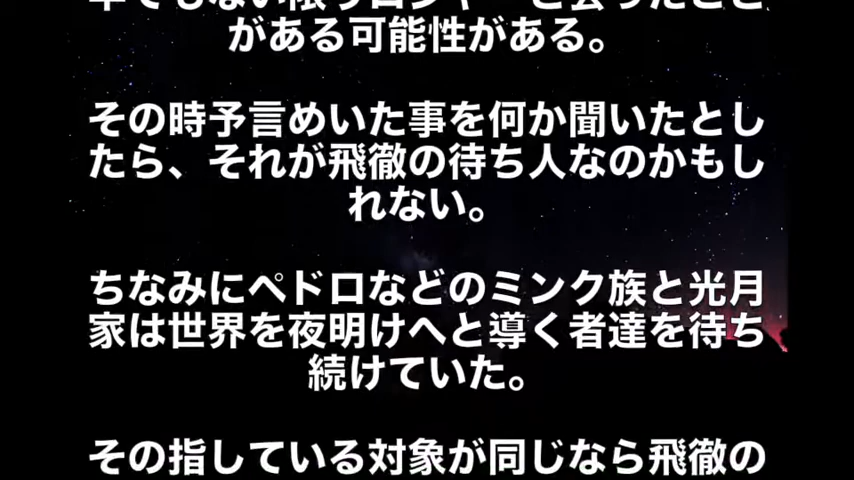 がある可能性がある。
その時予言めいた事を何か聞いたとし
たら、それが飛徹の待ち人なのかもし
れない。
ちなみにペドロなどのミンク族と光月
家は世界を夜明けへと導く者達を待ち
続けていた。
その指している対象が同じなら飛徹の